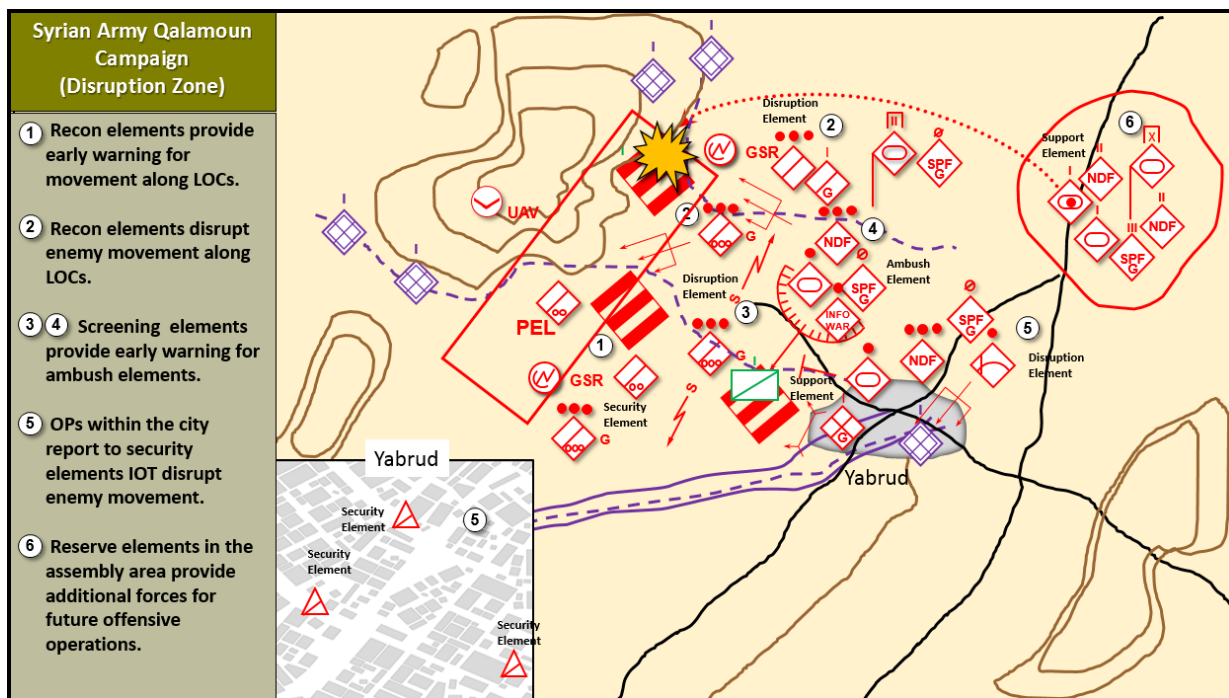 Syrian Army Qalamoun
Campaign
(Disruption Zone)
1 Recon elements provide
early warning for
movement along LOCs.
2 Recon elements disrupt
enemy movement along
LOCs.
3 4 Screening elements
provide early warning for
ambush elements.
5 OPs within the city
report to security
elements IOT disrupt
enemy movement.
6 Reserve elements in the
assembly area provide
additional forces for
future offensive
operations.
I
I
I
I
UAV
GSR
Disruption
Element
2
I
G
II
Ø
SPF
Support
Element
6
II
NDF
X
I
I
III
SPF
G
II
NDF
2
G
4
NDF
Ambush
Element
Ø
SPF
G
INFO
WAR
Disruption
Element
S
3
G
PEL
1
GSR
Security
Element
G
S
I
Support
Element
I
G
NDF
Ø
SPF
G
5
Disruption
Element
I
Yabrud
Yabrud
Security
Element
5
Security
Element
Security
Element